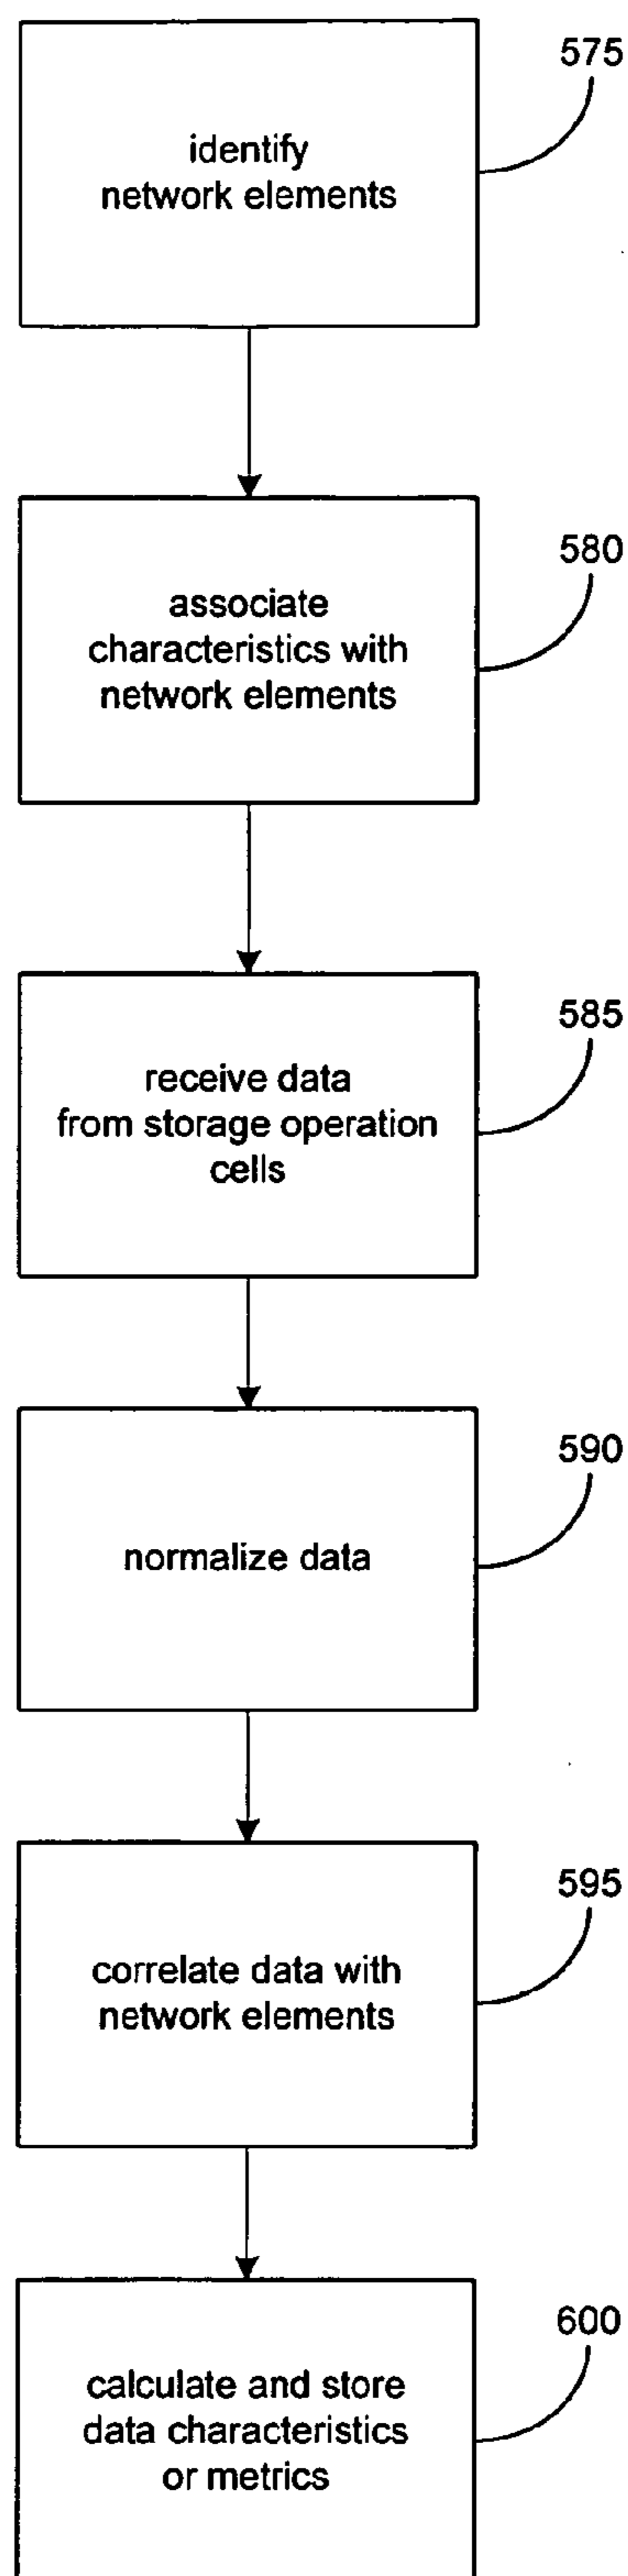 575
identify
network elements
580
associate
characteristics with
network elements
585
receive data
from storage operation
cells
590
normalize data
595
correlate data with
network elements
600
calculate and store
data characteristics
or metrics